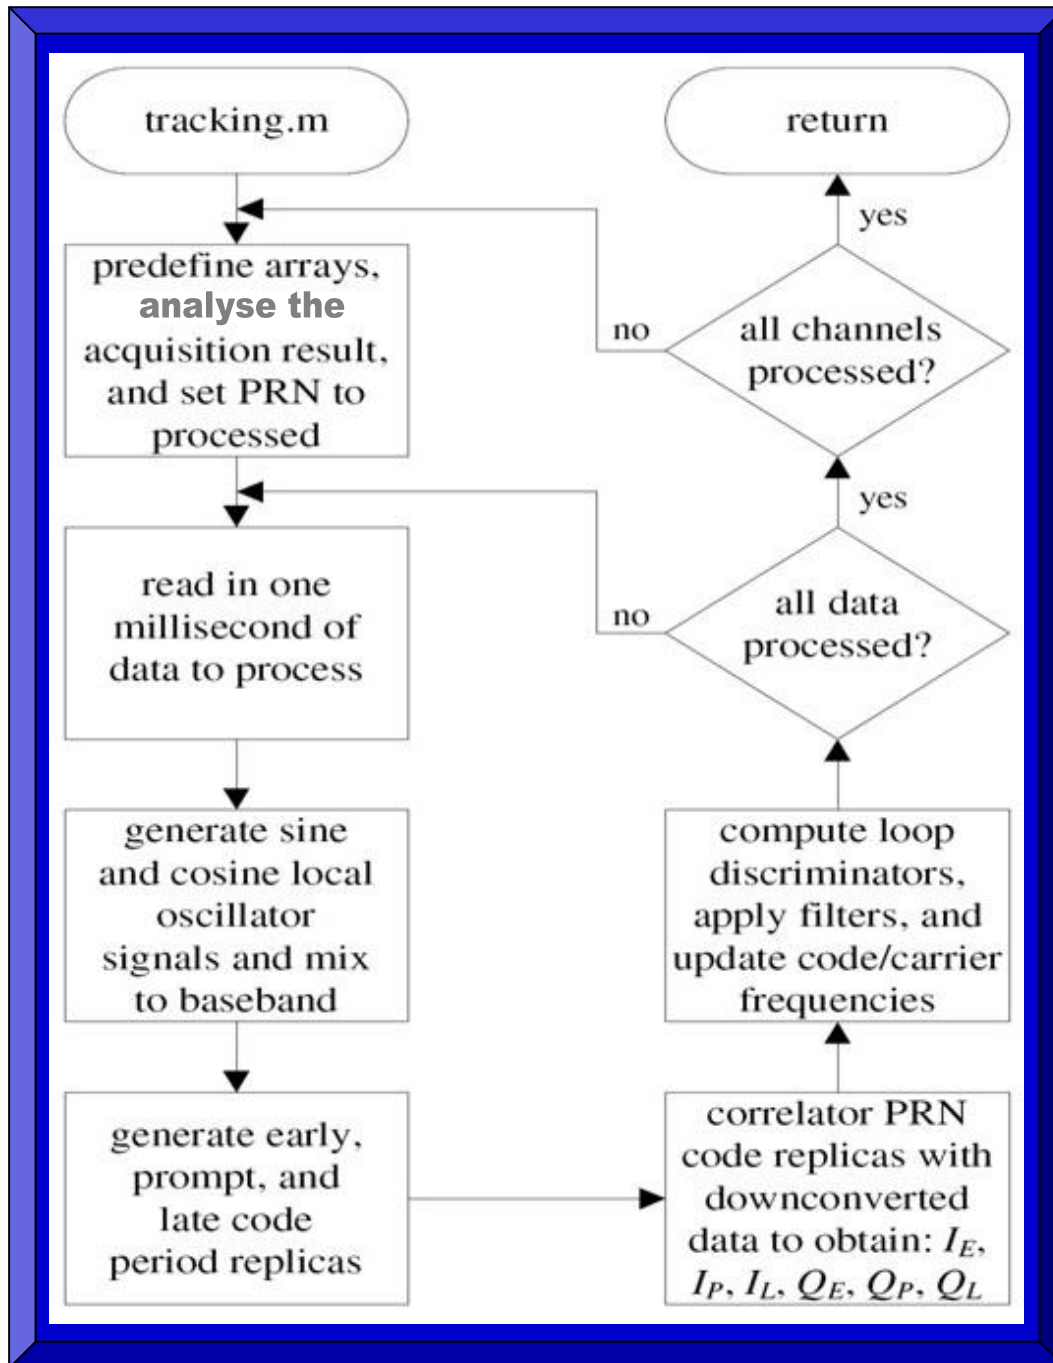 tracking.m
predefine arrays,
analyse the
acquisition result,
and set PRN to
processed
read in one
millisecond of
data to process
generate sine
and cosine local
oscillator
signals and mix
to baseband
generate early,
prompt, and
late code
period replicas
correlator PRN
code replicas with
downconverted
data to obtain: I_E,
I_P, I_L, Q_E, Q_P, Q_L
compute loop
discriminators,
apply filters, and
update code/carrier
frequencies
all data
processed?
no
yes
all channels
processed?
no
yes
return